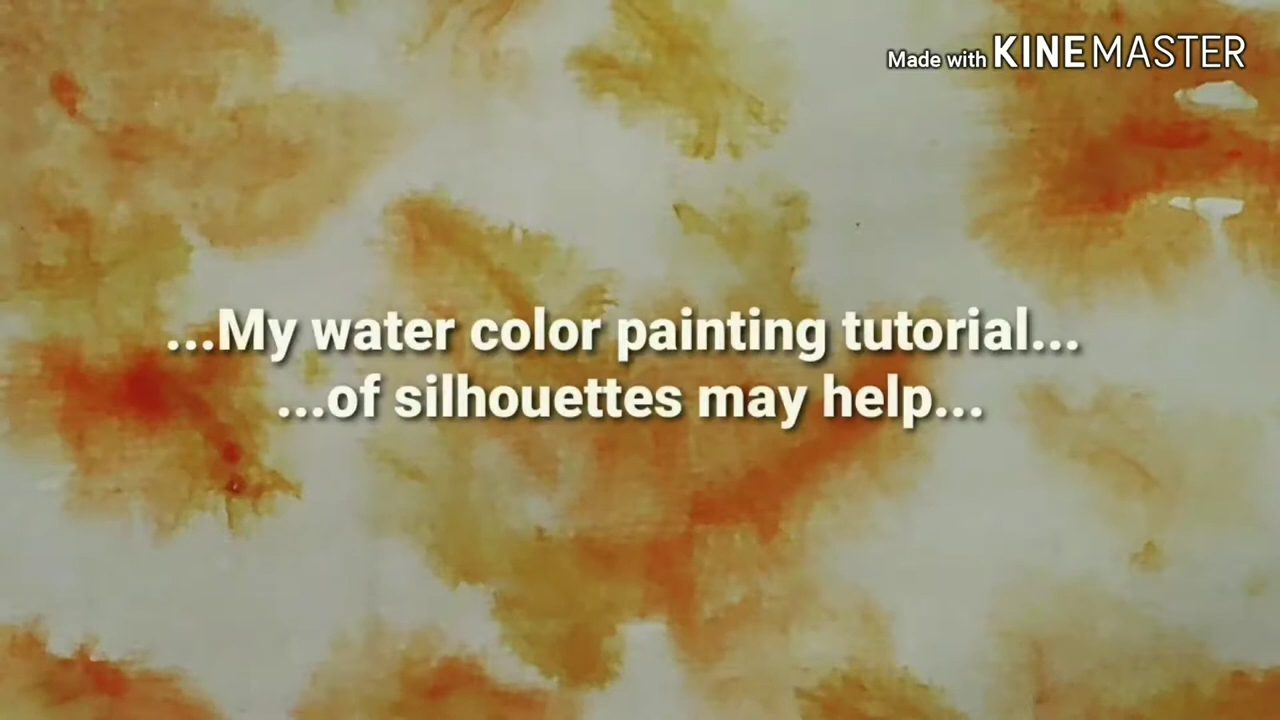 Made with KINEMASTER
...My water color painting tutorial...
...of silhouettes may help...